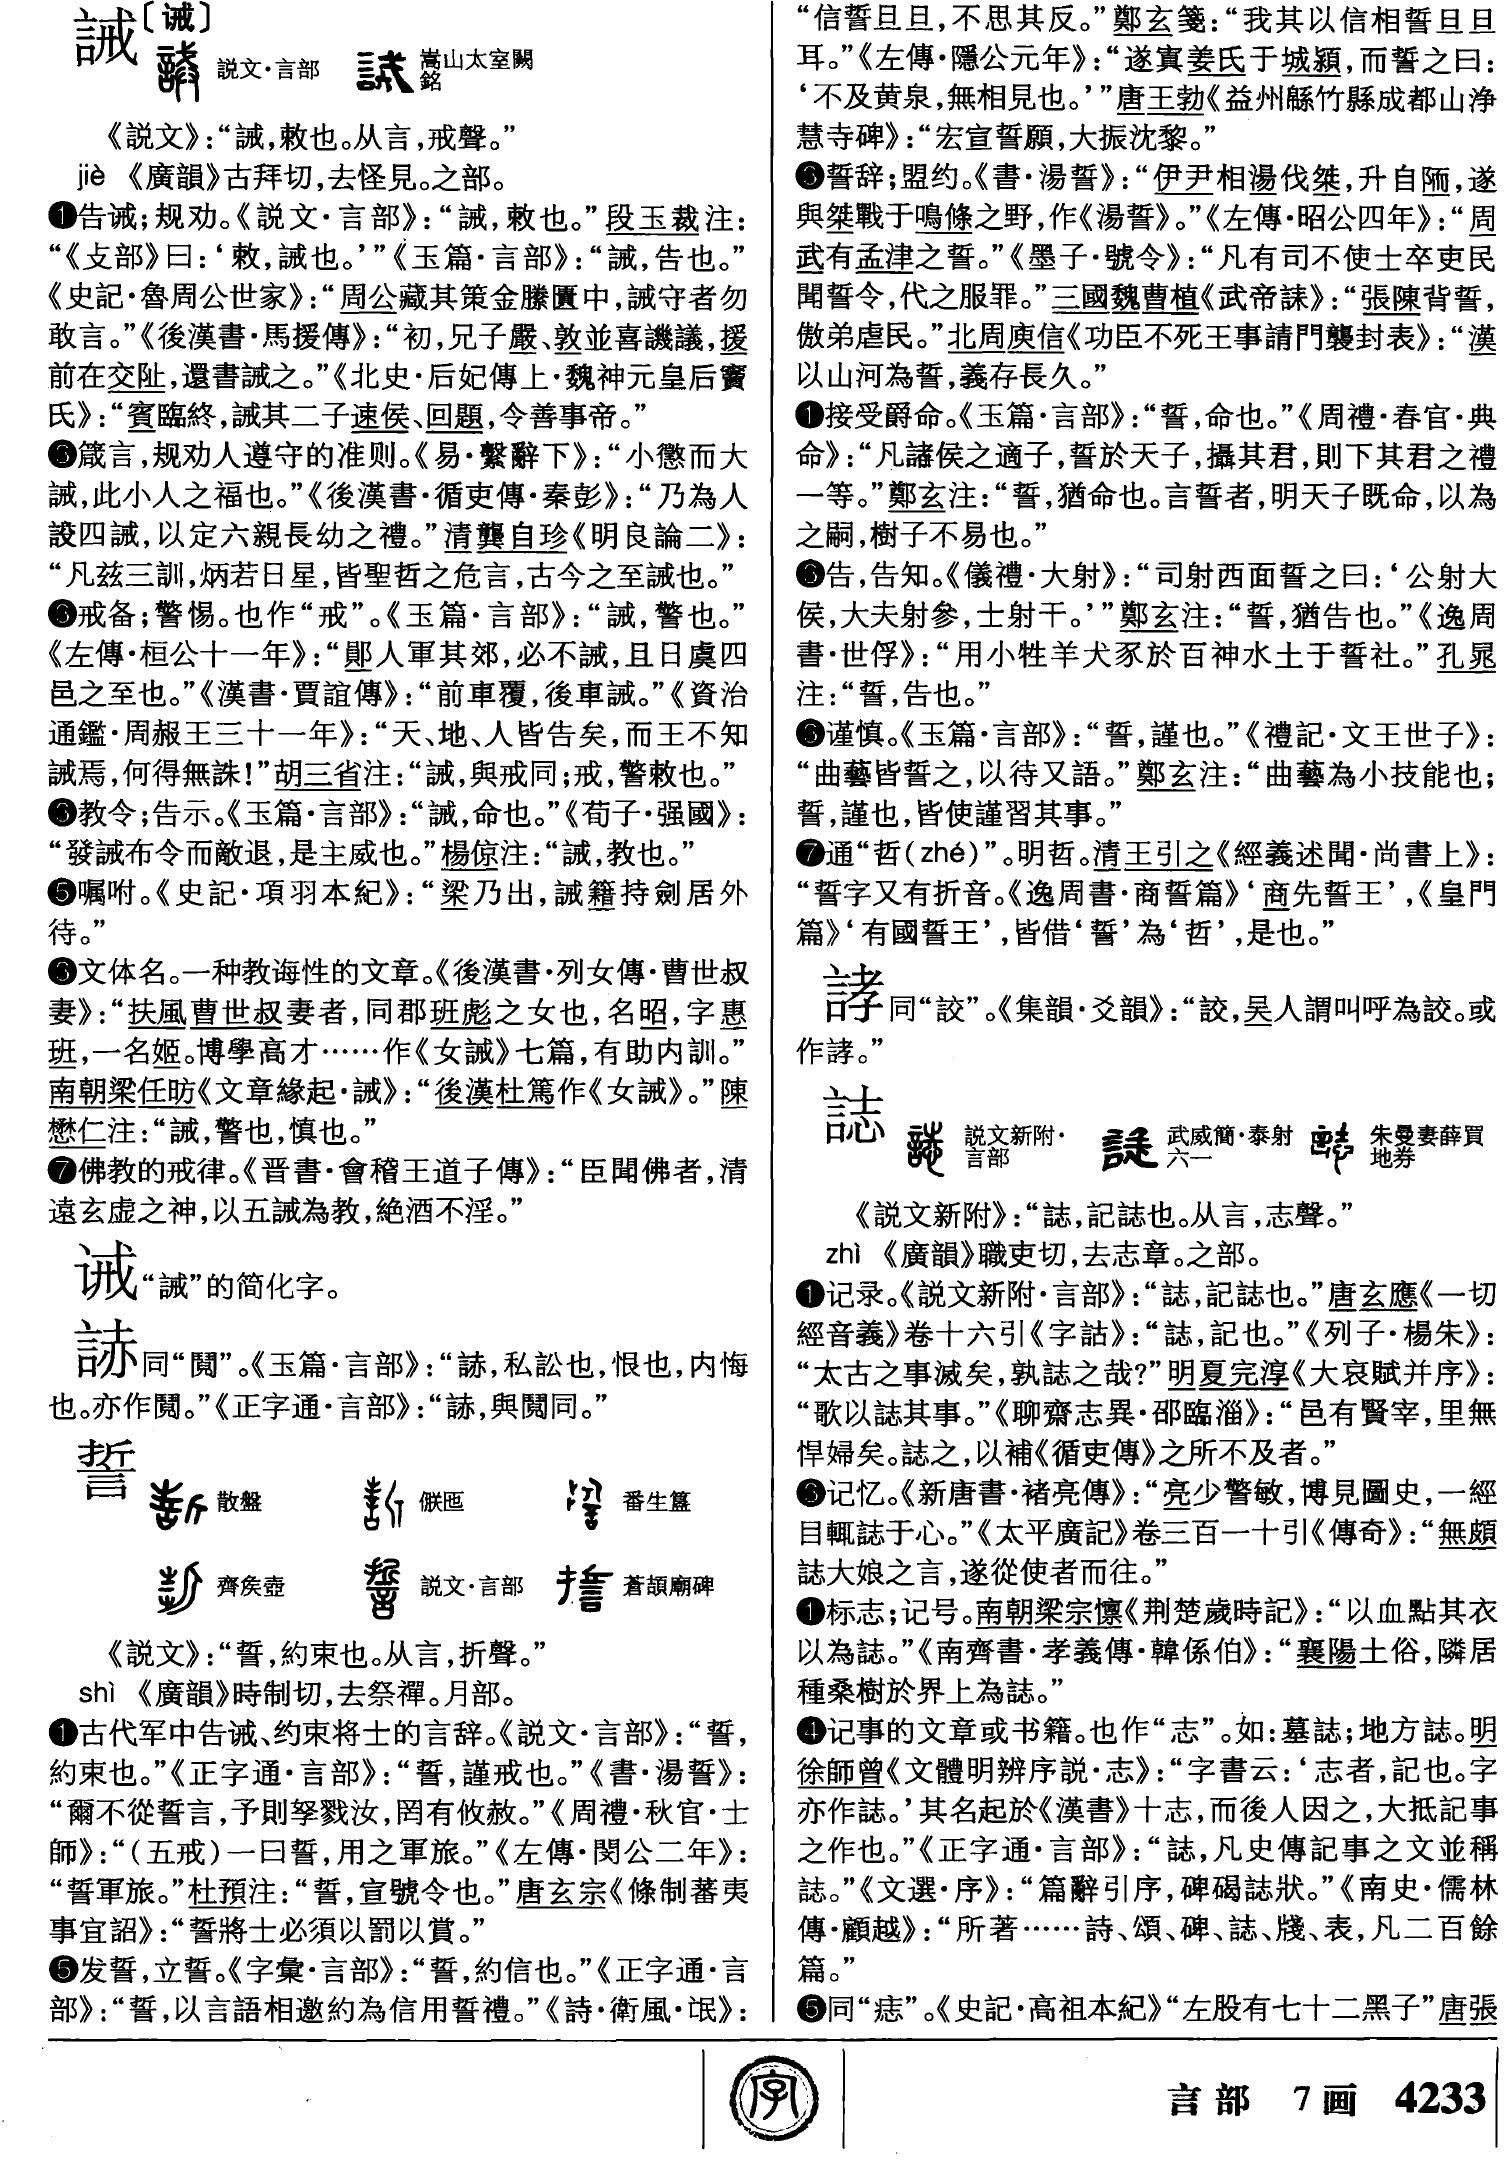 誡〔诫〕
説文·言部 嵩山太室闕銘
《説文》：“誡，敕也。从言，戒聲。”
jiè 《廣韻》古拜切，去怪見。之部。
❶告诫；规劝。《説文·言部》：“誡，敕也。”段玉裁注：
“《攴部》曰：‘敕，誡也。’”《玉篇·言部》：“誡，告也。”
《史記·魯周公世家》：“周公藏其策金縢匱中，誡守者勿
敢言。”《後漢書·馬援傳》：“初，兄子嚴、敦並喜譏議，援
前在交阯，還書誡之。”《北史·后妃傳上·魏神元皇后竇
氏》：“賓臨終，誡其二子速侯、回題，令善事帝。”
❸箴言，规劝人遵守的准则。《易·繫辭下》：“小懲而大
誡，此小人之福也。”《後漢書·循吏傳·秦彭》：“乃為人
設四誡，以定六親長幼之禮。”清龔自珍《明良論二》：
“凡兹三訓，炳若日星，皆聖哲之危言，古今之至誡也。”
❸戒备；警惕。也作“戒”。《玉篇·言部》：“誡，警也。”
《左傳·桓公十一年》：“鄖人軍其郊，必不誡，且日虞四
邑之至也。”《漢書·賈誼傳》：“前車覆，後車誡。”《資治
通鑑·周赧王三十一年》：“天、地、人皆告矣，而王不知
誡焉，何得無誅！”胡三省注：“誡，與戒同；戒，警敕也。”
❸教令；告示。《玉篇·言部》：“誡，命也。”《荀子·强國》：
“發誡布令而敵退，是主威也。”楊倞注：“誡，教也。”
❺嘱咐。《史記·項羽本紀》：“梁乃出，誡籍持劍居外
待。”
❸文体名。一种教诲性的文章。《後漢書·列女傳·曹世叔
妻》：“扶風曹世叔妻者，同郡班彪之女也，名昭，字惠
班，一名姬。博學高才……作《女誡》七篇，有助内訓。”
南朝梁任昉《文章緣起·誡》：“後漢杜篤作《女誡》。”陳
懋仁注：“誡，警也，慎也。”
❼佛教的戒律。《晋書·會稽王道子傳》：“臣聞佛者，清
遠玄虚之神，以五誡為教，絶酒不淫。”
诫“誡”的简化字。
䛥同“鬩”。《玉篇·言部》：“䛥，私訟也，恨也，内悔
也。亦作鬩。”《正字通·言部》：“䛥，與鬩同。”
誓
散盤 㑞匜 番生簋
齊矦壺 説文·言部 蒼頡廟碑
《説文》：“誓，約束也。从言，折聲。”
shì 《廣韻》時制切，去祭禪。月部。
❶古代军中告诫、约束将士的言辞。《説文·言部》：“誓，
約束也。”《正字通·言部》：“誓，謹戒也。”《書·湯誓》：
“爾不從誓言，予則孥戮汝，罔有攸赦。”《周禮·秋官·士
師》：“（五戒）一曰誓，用之軍旅。”《左傳·閔公二年》：
“誓軍旅。”杜預注：“誓，宣號令也。”唐玄宗《條制蕃夷
事宜詔》：“誓將士必須以罰以賞。”
❺发誓，立誓。《字彙·言部》：“誓，約信也。”《正字通·言
部》：“誓，以言語相邀約為信用誓禮。”《詩·衛風·氓》：
“信誓旦旦，不思其反。”鄭玄箋：“我其以信相誓旦旦
耳。”《左傳·隱公元年》：“遂寘姜氏于城潁，而誓之曰：
‘不及黄泉，無相見也。’”唐王勃《益州緜竹縣成都山浄
慧寺碑》：“宏宣誓願，大振沈黎。”
❸誓辞；盟约。《書·湯誓》：“伊尹相湯伐桀，升自陑，遂
與桀戰于鳴條之野，作《湯誓》。”《左傳·昭公四年》：“周
武有孟津之誓。”《墨子·號令》：“凡有司不使士卒吏民
聞誓令，代之服罪。”三國魏曹植《武帝誄》：“張陳背誓，
傲弟虐民。”北周庾信《功臣不死王事請門襲封表》：“漢
以山河為誓，義存長久。”
❶接受爵命。《玉篇·言部》：“誓，命也。”《周禮·春官·典
命》：“凡諸侯之適子，誓於天子，攝其君，則下其君之禮
一等。”鄭玄注：“誓，猶命也。言誓者，明天子既命，以為
之嗣，樹子不易也。”
❸告，告知。《儀禮·大射》：“司射西面誓之曰：‘公射大
侯，大夫射參，士射干。’”鄭玄注：“誓，猶告也。”《逸周
書·世俘》：“用小牲羊犬豕於百神水土于誓社。”孔晁
注：“誓，告也。”
❻谨慎。《玉篇·言部》：“誓，謹也。”《禮記·文王世子》：
“曲藝皆誓之，以待又語。”鄭玄注：“曲藝為小技能也；
誓，謹也，皆使謹習其事。”
❼通“哲（zhé）”。明哲。清王引之《經義述聞·尚書上》：
“誓字又有折音。《逸周書·商誓篇》‘商先誓王’，《皇門
篇》‘有國誓王’，皆借‘誓’為‘哲’，是也。”
誟同“詨”。《集韻·爻韻》：“詨，吴人謂叫呼為詨。或
作誟。”
誌
説文新附·言部 武威簡·泰射六一 朱曼妻薛買地券
《説文新附》：“誌，記誌也。从言，志聲。”
zhì 《廣韻》職吏切，去志章。之部。
❶记录。《説文新附·言部》：“誌，記誌也。”唐玄應《一切
經音義》卷十六引《字詁》：“誌，記也。”《列子·楊朱》：
“太古之事滅矣，孰誌之哉？”明夏完淳《大哀賦并序》：
“歌以誌其事。”《聊齋志異·邵臨淄》：“邑有賢宰，里無
悍婦矣。誌之，以補《循吏傳》之所不及者。”
❸记忆。《新唐書·褚亮傳》：“亮少警敏，博見圖史，一經
目輒誌于心。”《太平廣記》卷三百一十引《傳奇》：“無頗
誌大娘之言，遂從使者而往。”
❶标志；记号。南朝梁宗懔《荆楚歲時記》：“以血點其衣
以為誌。”《南齊書·孝義傳·韓係伯》：“襄陽土俗，隣居
種桑樹於界上為誌。”
❹记事的文章或书籍。也作“志”。如：墓誌；地方誌。明
徐師曾《文體明辨序説·志》：“字書云：‘志者，記也。字
亦作誌。’其名起於《漢書》十志，而後人因之，大抵記事
之作也。”《正字通·言部》：“誌，凡史傳記事之文並稱
誌。”《文選·序》：“篇辭引序，碑碣誌狀。”《南史·儒林
傳·顧越》：“所著……詩、頌、碑、誌、牋、表，凡二百餘
篇。”
❺同“痣”。《史記·高祖本紀》“左股有七十二黑子”唐張
字
言部 7画 4233